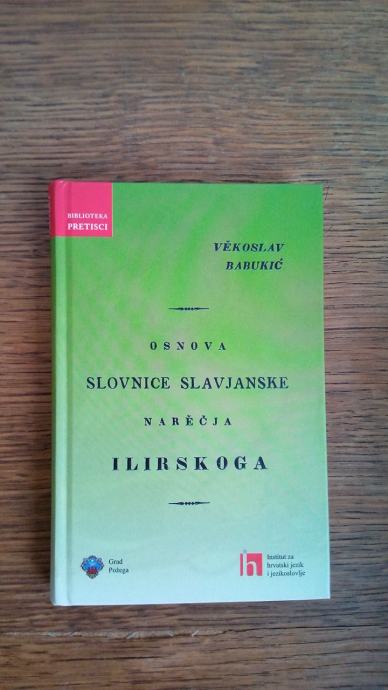 BIBLIOTEKA
PRETISCI
VĚKOSLAV
BABUKIĆ
OSNOVA
SLOVNICE SLAVJANSKE
NARĚČJA
ILIRSKOGA
Grad
Požega
Institut za
hrvatski jezik
i jezikoslovlje